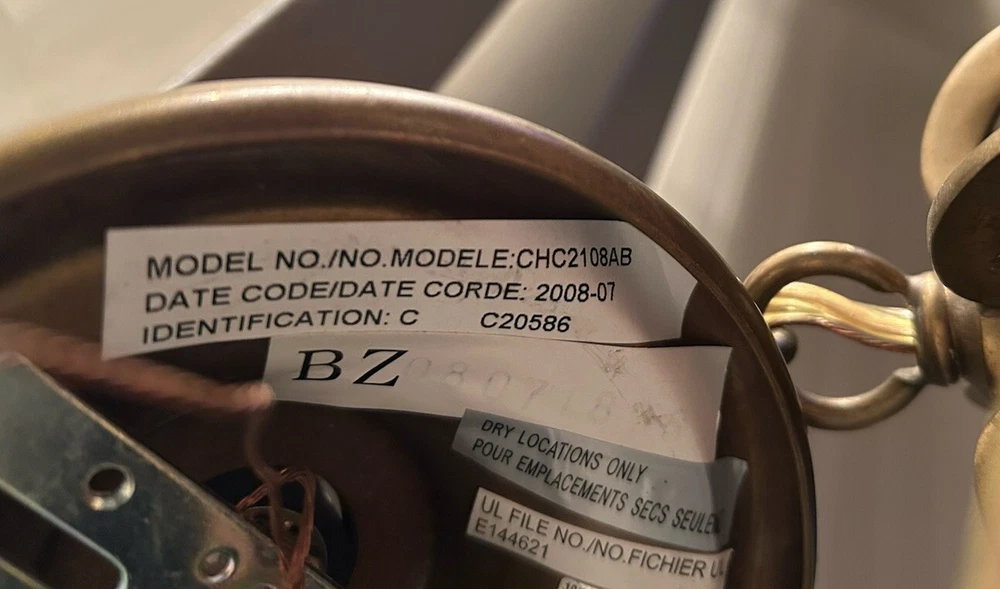 MODEL NO./NO.MODELE:CHC2108AB
DATE CODE/DATE CORDE: 2008-07
IDENTIFICATION: C C20586
BZ
DRY LOCATIONS ONLY
POUR EMPLACEMENTS SECS
UL FILE NO./NO.FICHIER
E144621